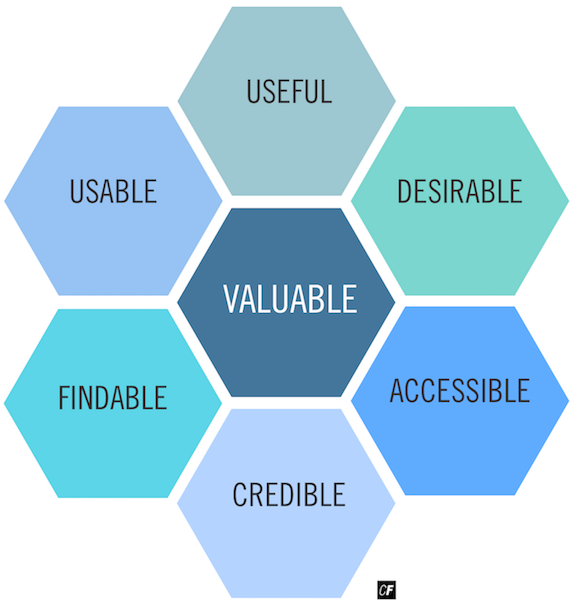 USEFUL
USABLE
DESIRABLE
VALUABLE
FINDABLE
ACCESSIBLE
CREDIBLE
CF